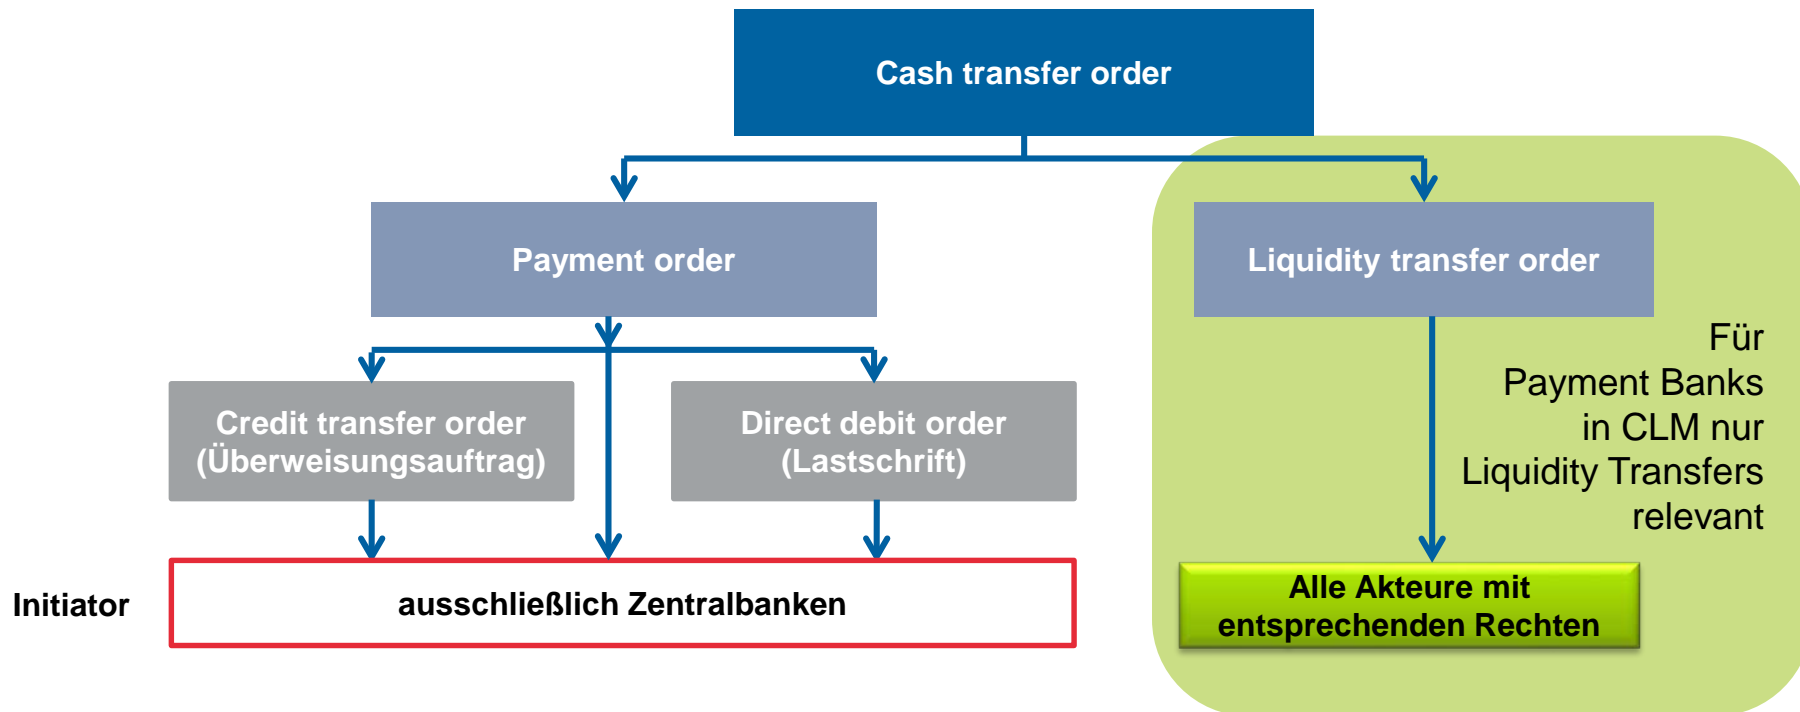 Cash transfer order
Payment order
Liquidity transfer order
Für
Payment Banks
in CLM nur
Liquidity Transfers
relevant
Credit transfer order
(Überweisungsauftrag)
Direct debit order
(Lastschrift)
Initiator
ausschließlich Zentralbanken
Alle Akteure mit
entsprechenden Rechten